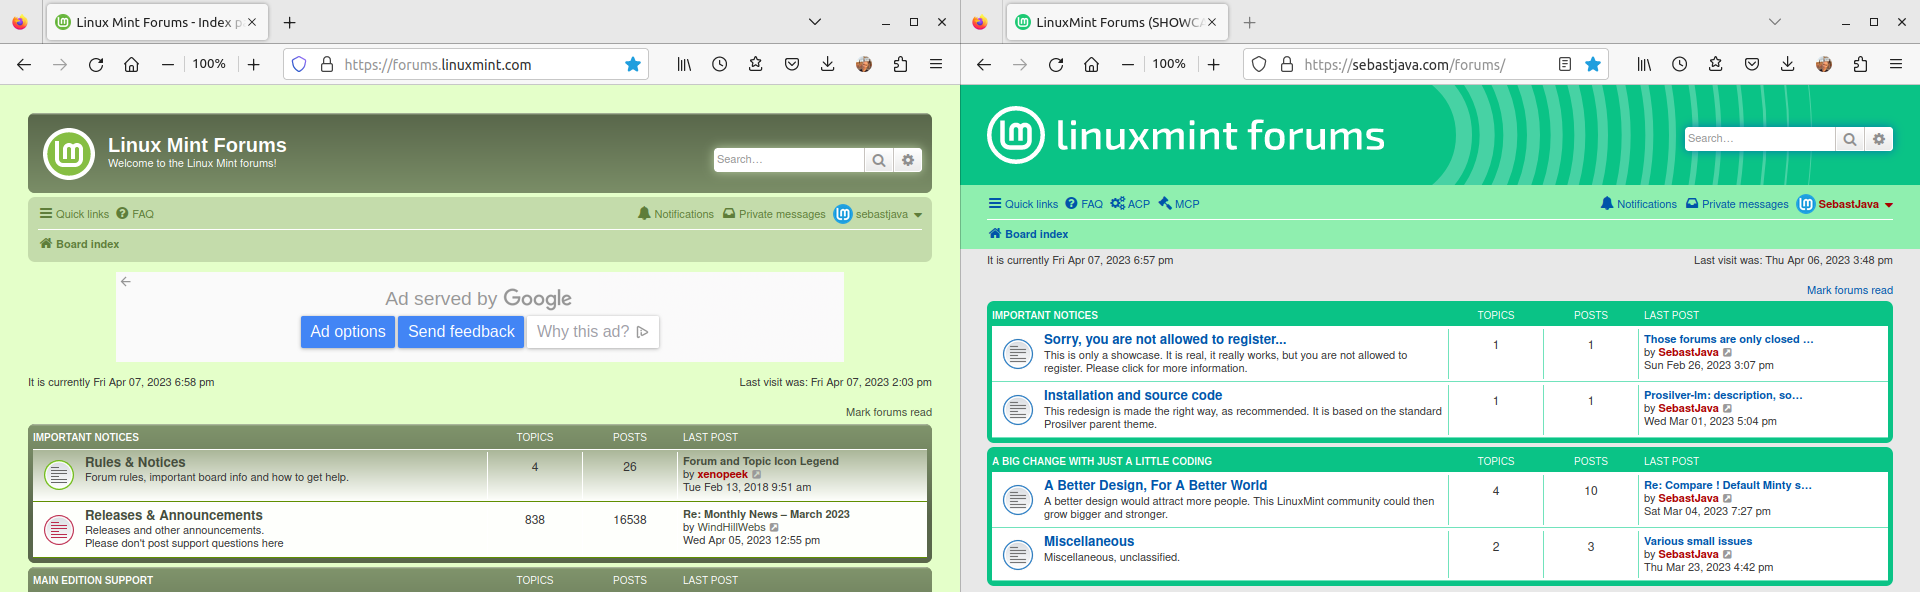 Linux Mint Forums - Index p
100%
https://forums.linuxmint.com
Linux Mint Forums
Welcome to the Linux Mint forums!
Search…
Quick links FAQ
Notifications Private messages sebastjava
Board index
Ad served by Google
Ad options Send feedback Why this ad?
It is currently Fri Apr 07, 2023 6:58 pm Last visit was: Fri Apr 07, 2023 2:03 pm
Mark forums read
IMPORTANT NOTICES TOPICS POSTS LAST POST
Rules & Notices
Forum rules, important board info and how to get help.
4 26
Forum and Topic Icon Legend
by xenopeek
Tue Feb 13, 2018 9:51 am
Releases & Announcements
Releases and other announcements.
Please don't post support questions here
838 16538
Re: Monthly News – March 2023
by WindHillWebs
Wed Apr 05, 2023 12:55 pm
MAIN EDITION SUPPORT TOPICS POSTS LAST POST
LinuxMint Forums (SHOWCA
100%
https://sebastjava.com/forums/
linuxmint forums
Search…
Quick links FAQ ACP MCP
Notifications Private messages SebastJava
Board index
It is currently Fri Apr 07, 2023 6:57 pm Last visit was: Thu Apr 06, 2023 3:48 pm
Mark forums read
IMPORTANT NOTICES TOPICS POSTS LAST POST
Sorry, you are not allowed to register...
This is only a showcase. It is real, it really works, but you are not allowed to
register. Please click for more information.
1 1
Those forums are only closed …
by SebastJava
Sun Feb 26, 2023 3:07 pm
Installation and source code
This redesign is made the right way, as recommended. It is based on the standard
Prosilver parent theme.
1 1
Prosilver-lm: description, so…
by SebastJava
Wed Mar 01, 2023 5:04 pm
A BIG CHANGE WITH JUST A LITTLE CODING TOPICS POSTS LAST POST
A Better Design, For A Better World
A better design would attract more people. This LinuxMint community could then
grow bigger and stronger.
4 10
Re: Compare ! Default Minty s…
by SebastJava
Sat Mar 04, 2023 7:27 pm
Miscellaneous
Miscellaneous, unclassified.
2 3
Various small issues
by SebastJava
Thu Mar 23, 2023 4:42 pm